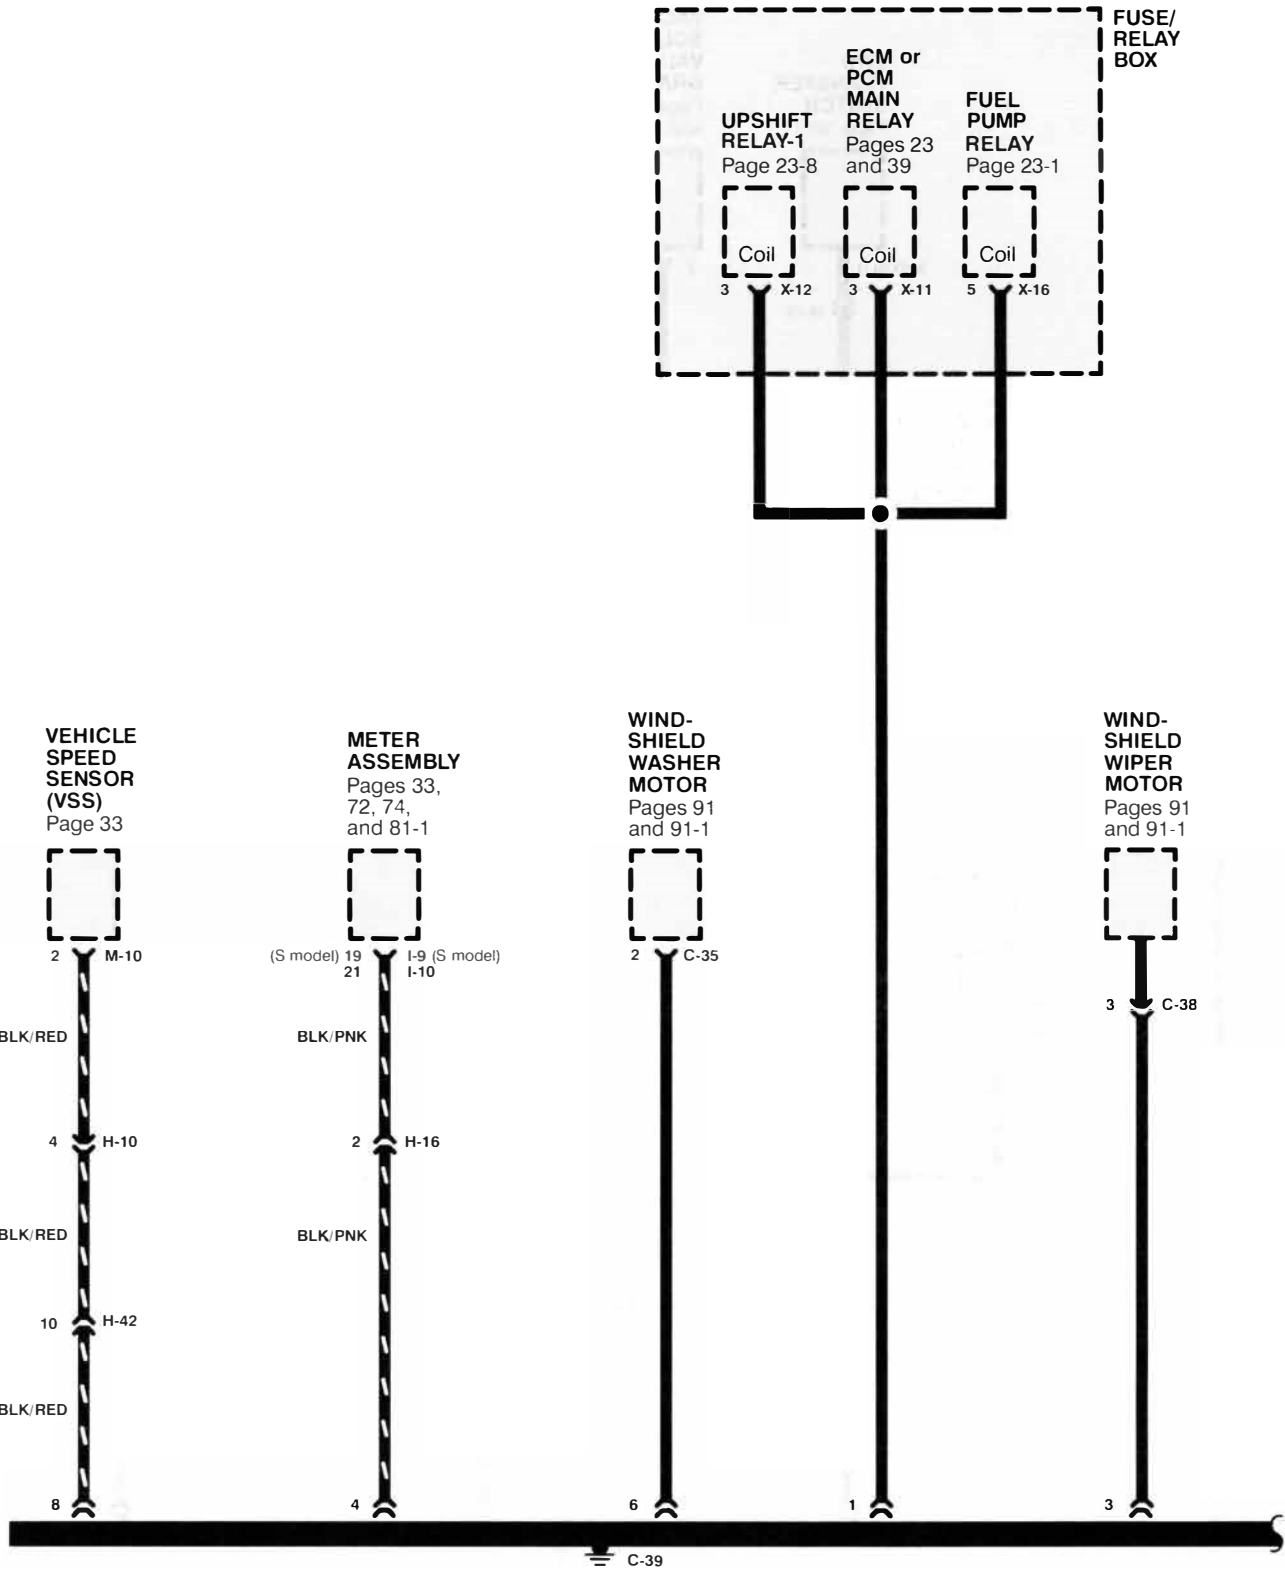 FUSE/
RELAY
BOX
ECM or
PCM
MAIN
RELAY
Pages 23
and 39
UPSHIFT
RELAY-1
Page 23-8
FUEL
PUMP
RELAY
Page 23-1
Coil
Coil
Coil
3 X-12
3 X-11
5 X-16
VEHICLE
SPEED
SENSOR
(VSS)
Page 33
METER
ASSEMBLY
Pages 33,
72, 74,
and 81-1
WIND-
SHIELD
WASHER
MOTOR
Pages 91
and 91-1
WIND-
SHIELD
WIPER
MOTOR
Pages 91
and 91-1
2 M-10
(S model) 19 I-9 (S model)
21 I-10
2 C-35
3 C-38
BLK/RED
BLK/PNK
4 H-10
2 H-16
BLK/RED
BLK/PNK
10 H-42
BLK/RED
8
4
6
1
3
C-39